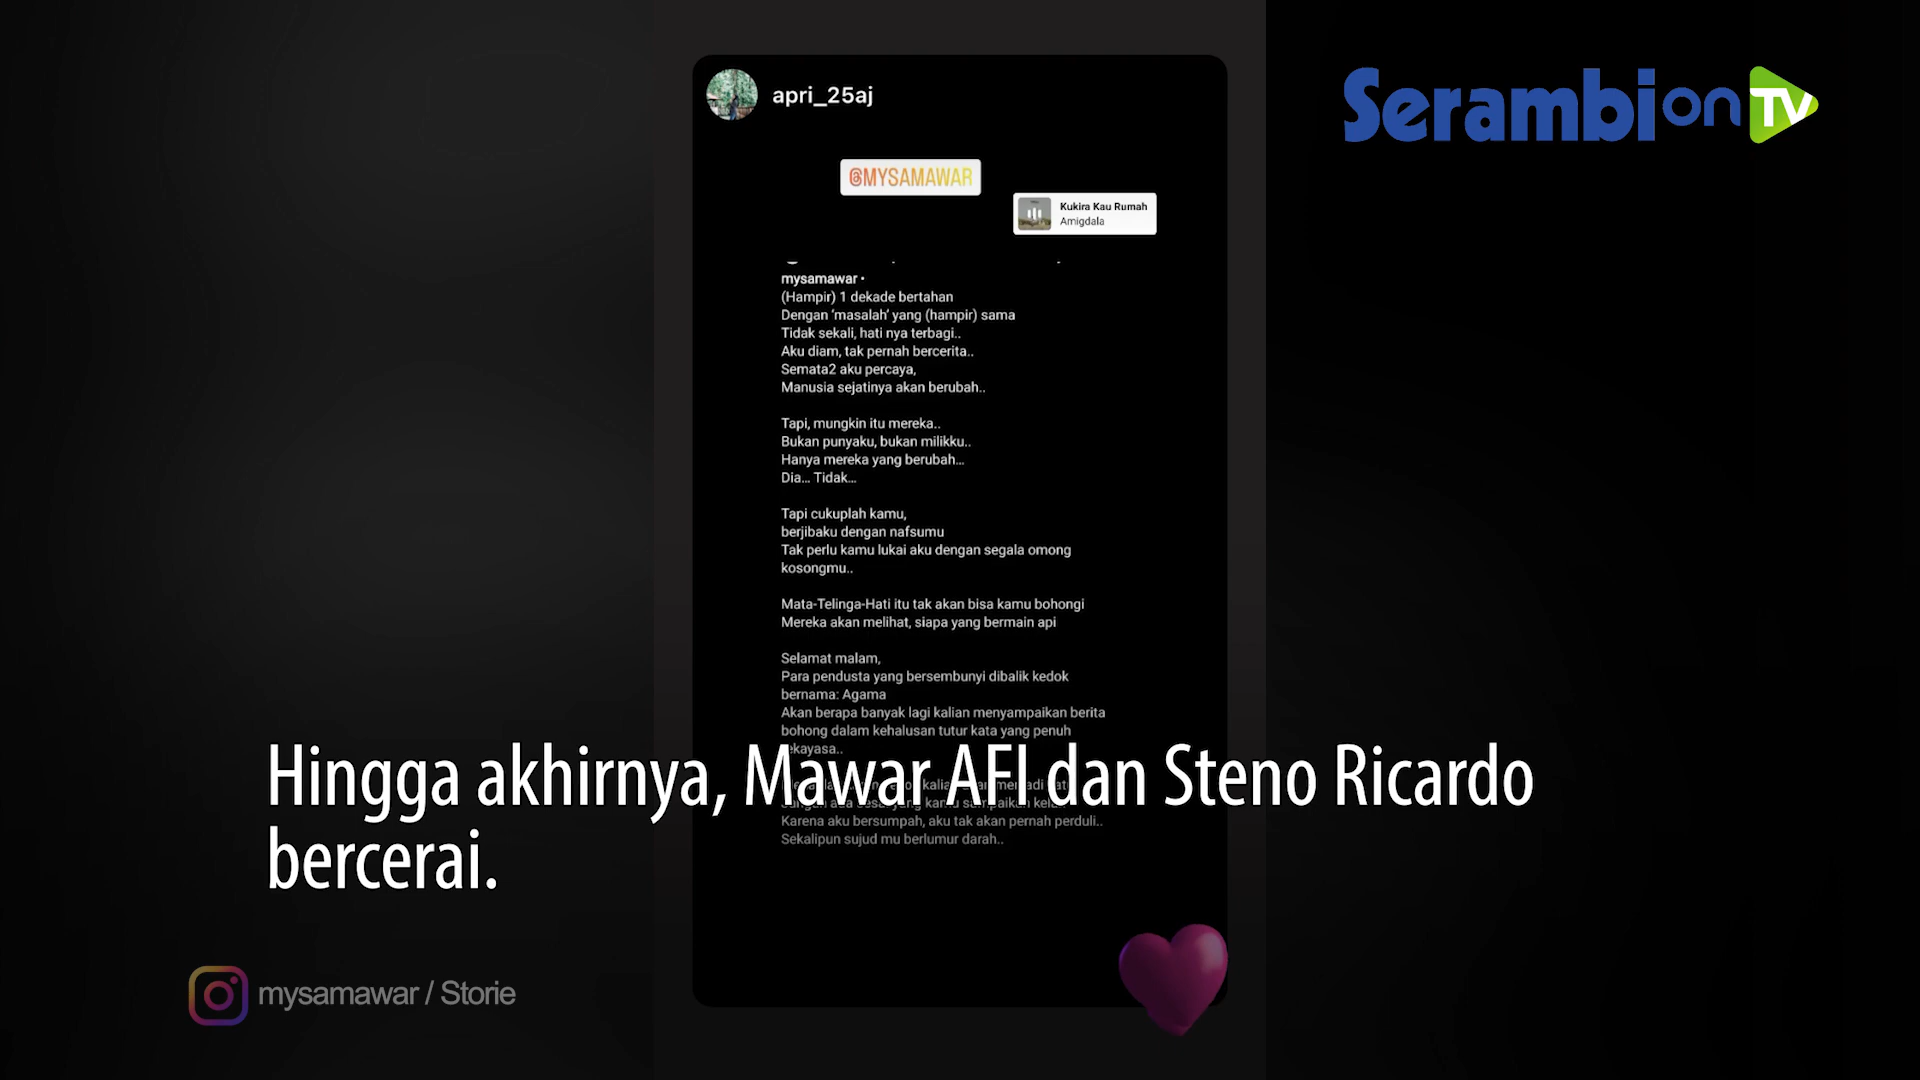 apri_25aj
Serambi on TV
@MYSAMAWAR
Kukira Kau Rumah
Amigdala
mysamawar •
(Hampir) 1 dekade bertahan
Dengan 'masalah' yang (hampir) sama
Tidak sekali, hati nya terbagi..
Aku diam, tak pernah bercerita..
Semata2 aku percaya,
Manusia sejatinya akan berubah..
Tapi, mungkin itu mereka..
Bukan punyaku, bukan milikku..
Hanya mereka yang berubah...
Dia... Tidak...
Tapi cukuplah kamu,
berjibaku dengan nafsumu
Tak perlu kamu lukai aku dengan segala omong
kosongmu..
Mata-Telinga-Hati itu tak akan bisa kamu bohongi
Mereka akan melihat, siapa yang bermain api
Selamat malam,
Para pendusta yang bersembunyi dibalik kedok
bernama: Agama
Akan berapa banyak lagi kalian menyampaikan berita
bohong dalam kehalusan tutur kata yang penuh
Hingga akhirnya, Mawar AFI dan Steno Ricardo
bercerai.
Karena aku bersumpah, aku tak akan pernah perduli..
Sekalipun sujud mu berlumur darah..
mysamawar / Storie